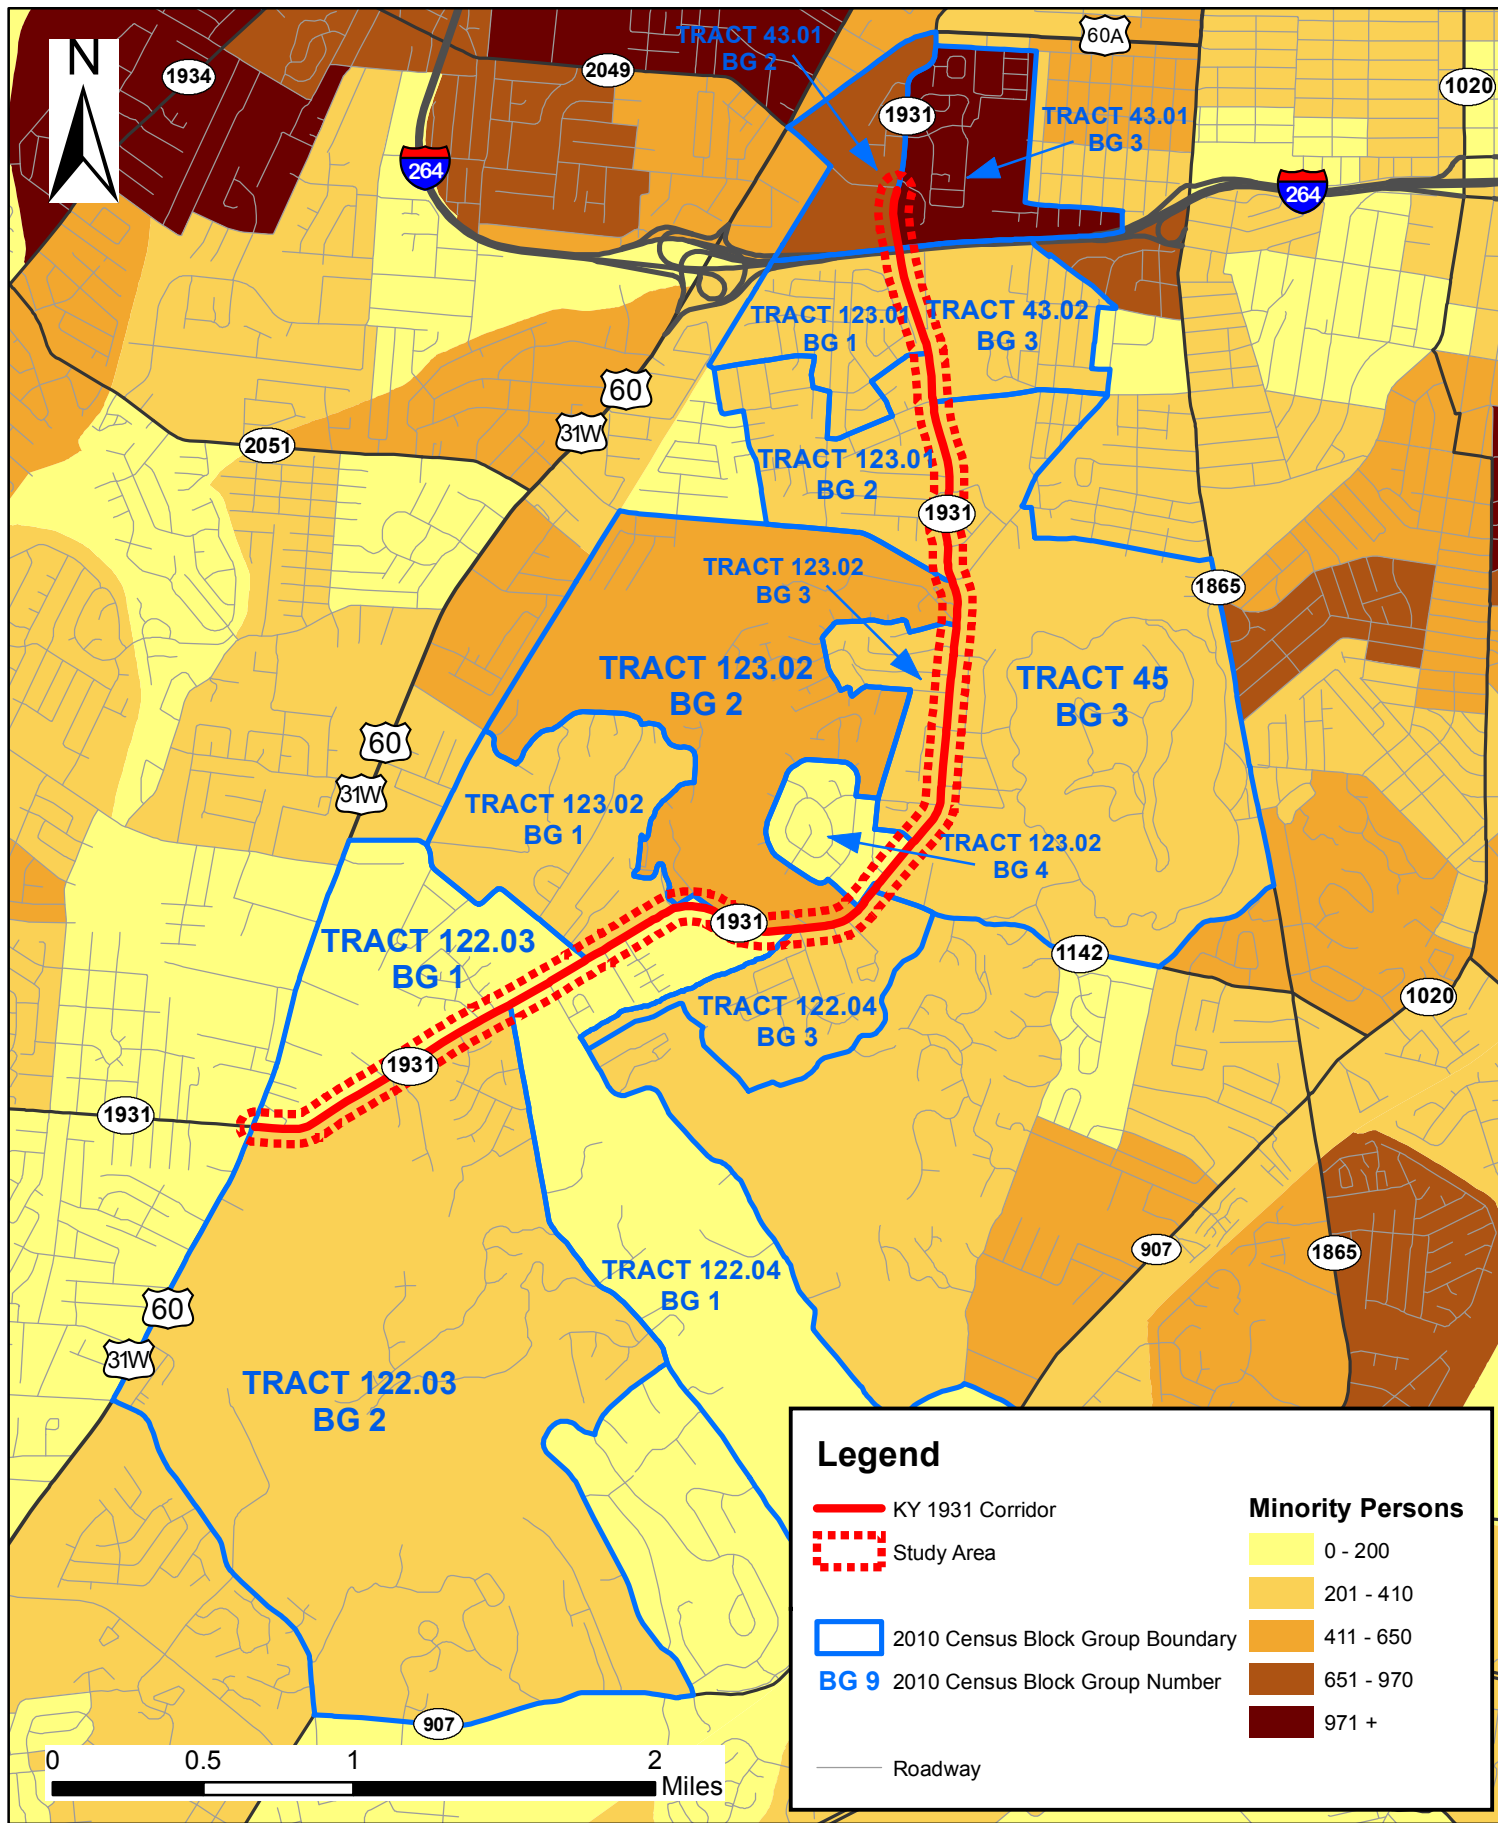 N
1934
2049
TRACT 43.01
BG 2
60A
1020
1931
TRACT 43.01
BG 3
264
264
TRACT 123.01
BG 1
TRACT 43.02
BG 3
60
31W
2051
TRACT 123.01
BG 2
1931
TRACT 123.02
BG 3
1865
TRACT 123.02
BG 2
TRACT 45
BG 3
60
31W
TRACT 123.02
BG 1
TRACT 123.02
BG 4
1931
TRACT 122.03
BG 1
1142
1020
TRACT 122.04
BG 3
1931
1931
907
1865
TRACT 122.04
BG 1
60
31W
TRACT 122.03
BG 2
907
0 0.5 1 2
Miles
Legend
KY 1931 Corridor
Study Area
2010 Census Block Group Boundary
BG 9 2010 Census Block Group Number
Roadway
Minority Persons
0 - 200
201 - 410
411 - 650
651 - 970
971 +